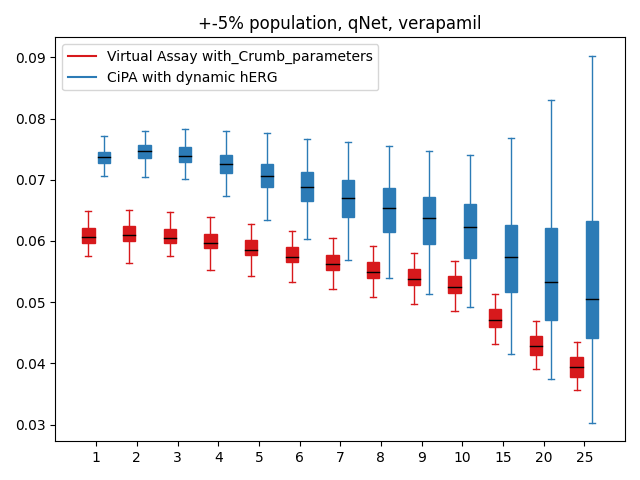 +-5% population, qNet, verapamil
Virtual Assay with_Crumb_parameters
CiPA with dynamic hERG
0.09
0.08
0.07
0.06
0.05
0.04
0.03
1 2 3 4 5 6 7 8 9 10 15 20 25